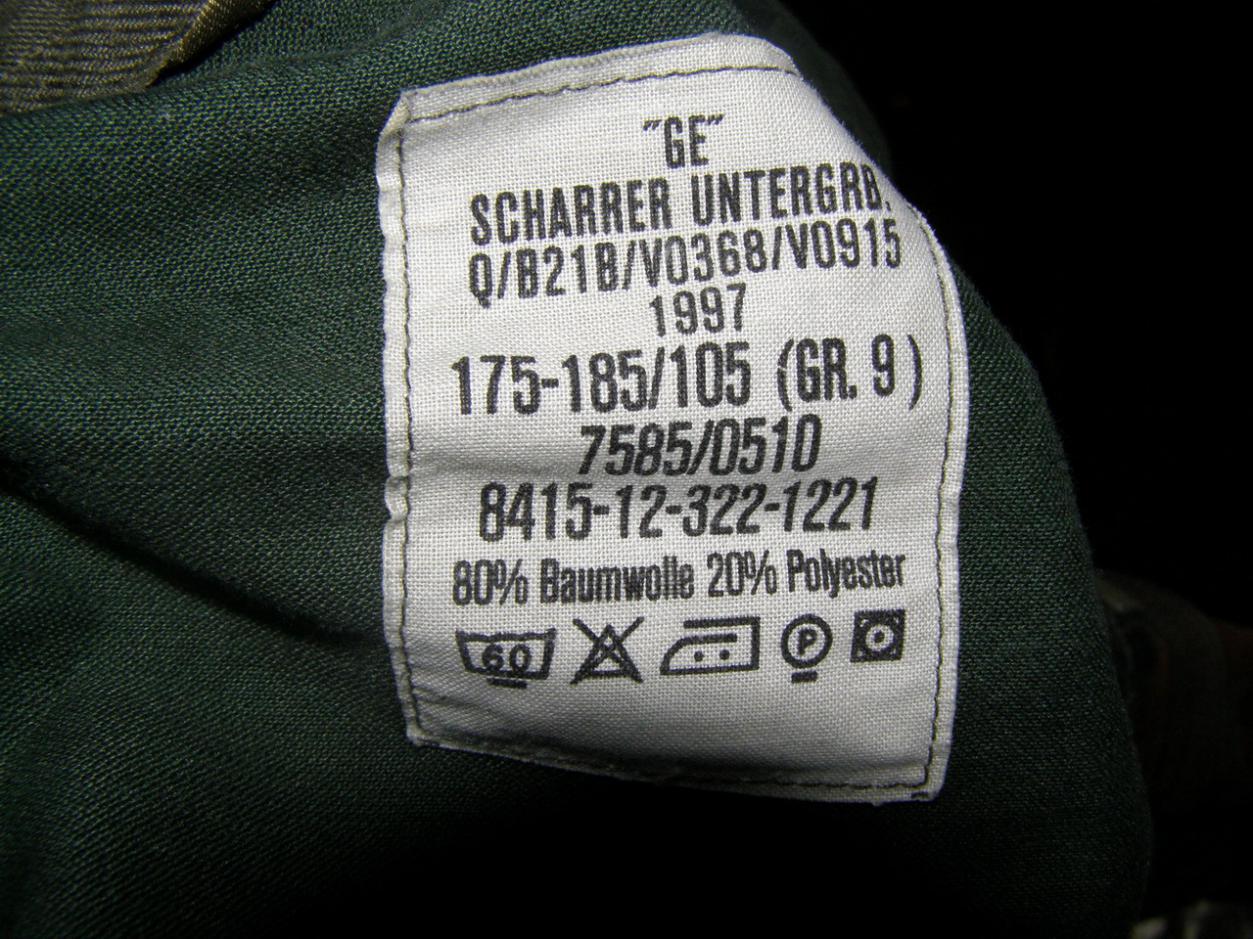 "GE"
SCHARRER UNTERGRB.
Q/B21B/V0368/V0915
1997
175-185/105 (GR. 9)
7585/0510
8415-12-322-1221
80% Baumwolle 20% Polyester
60 P